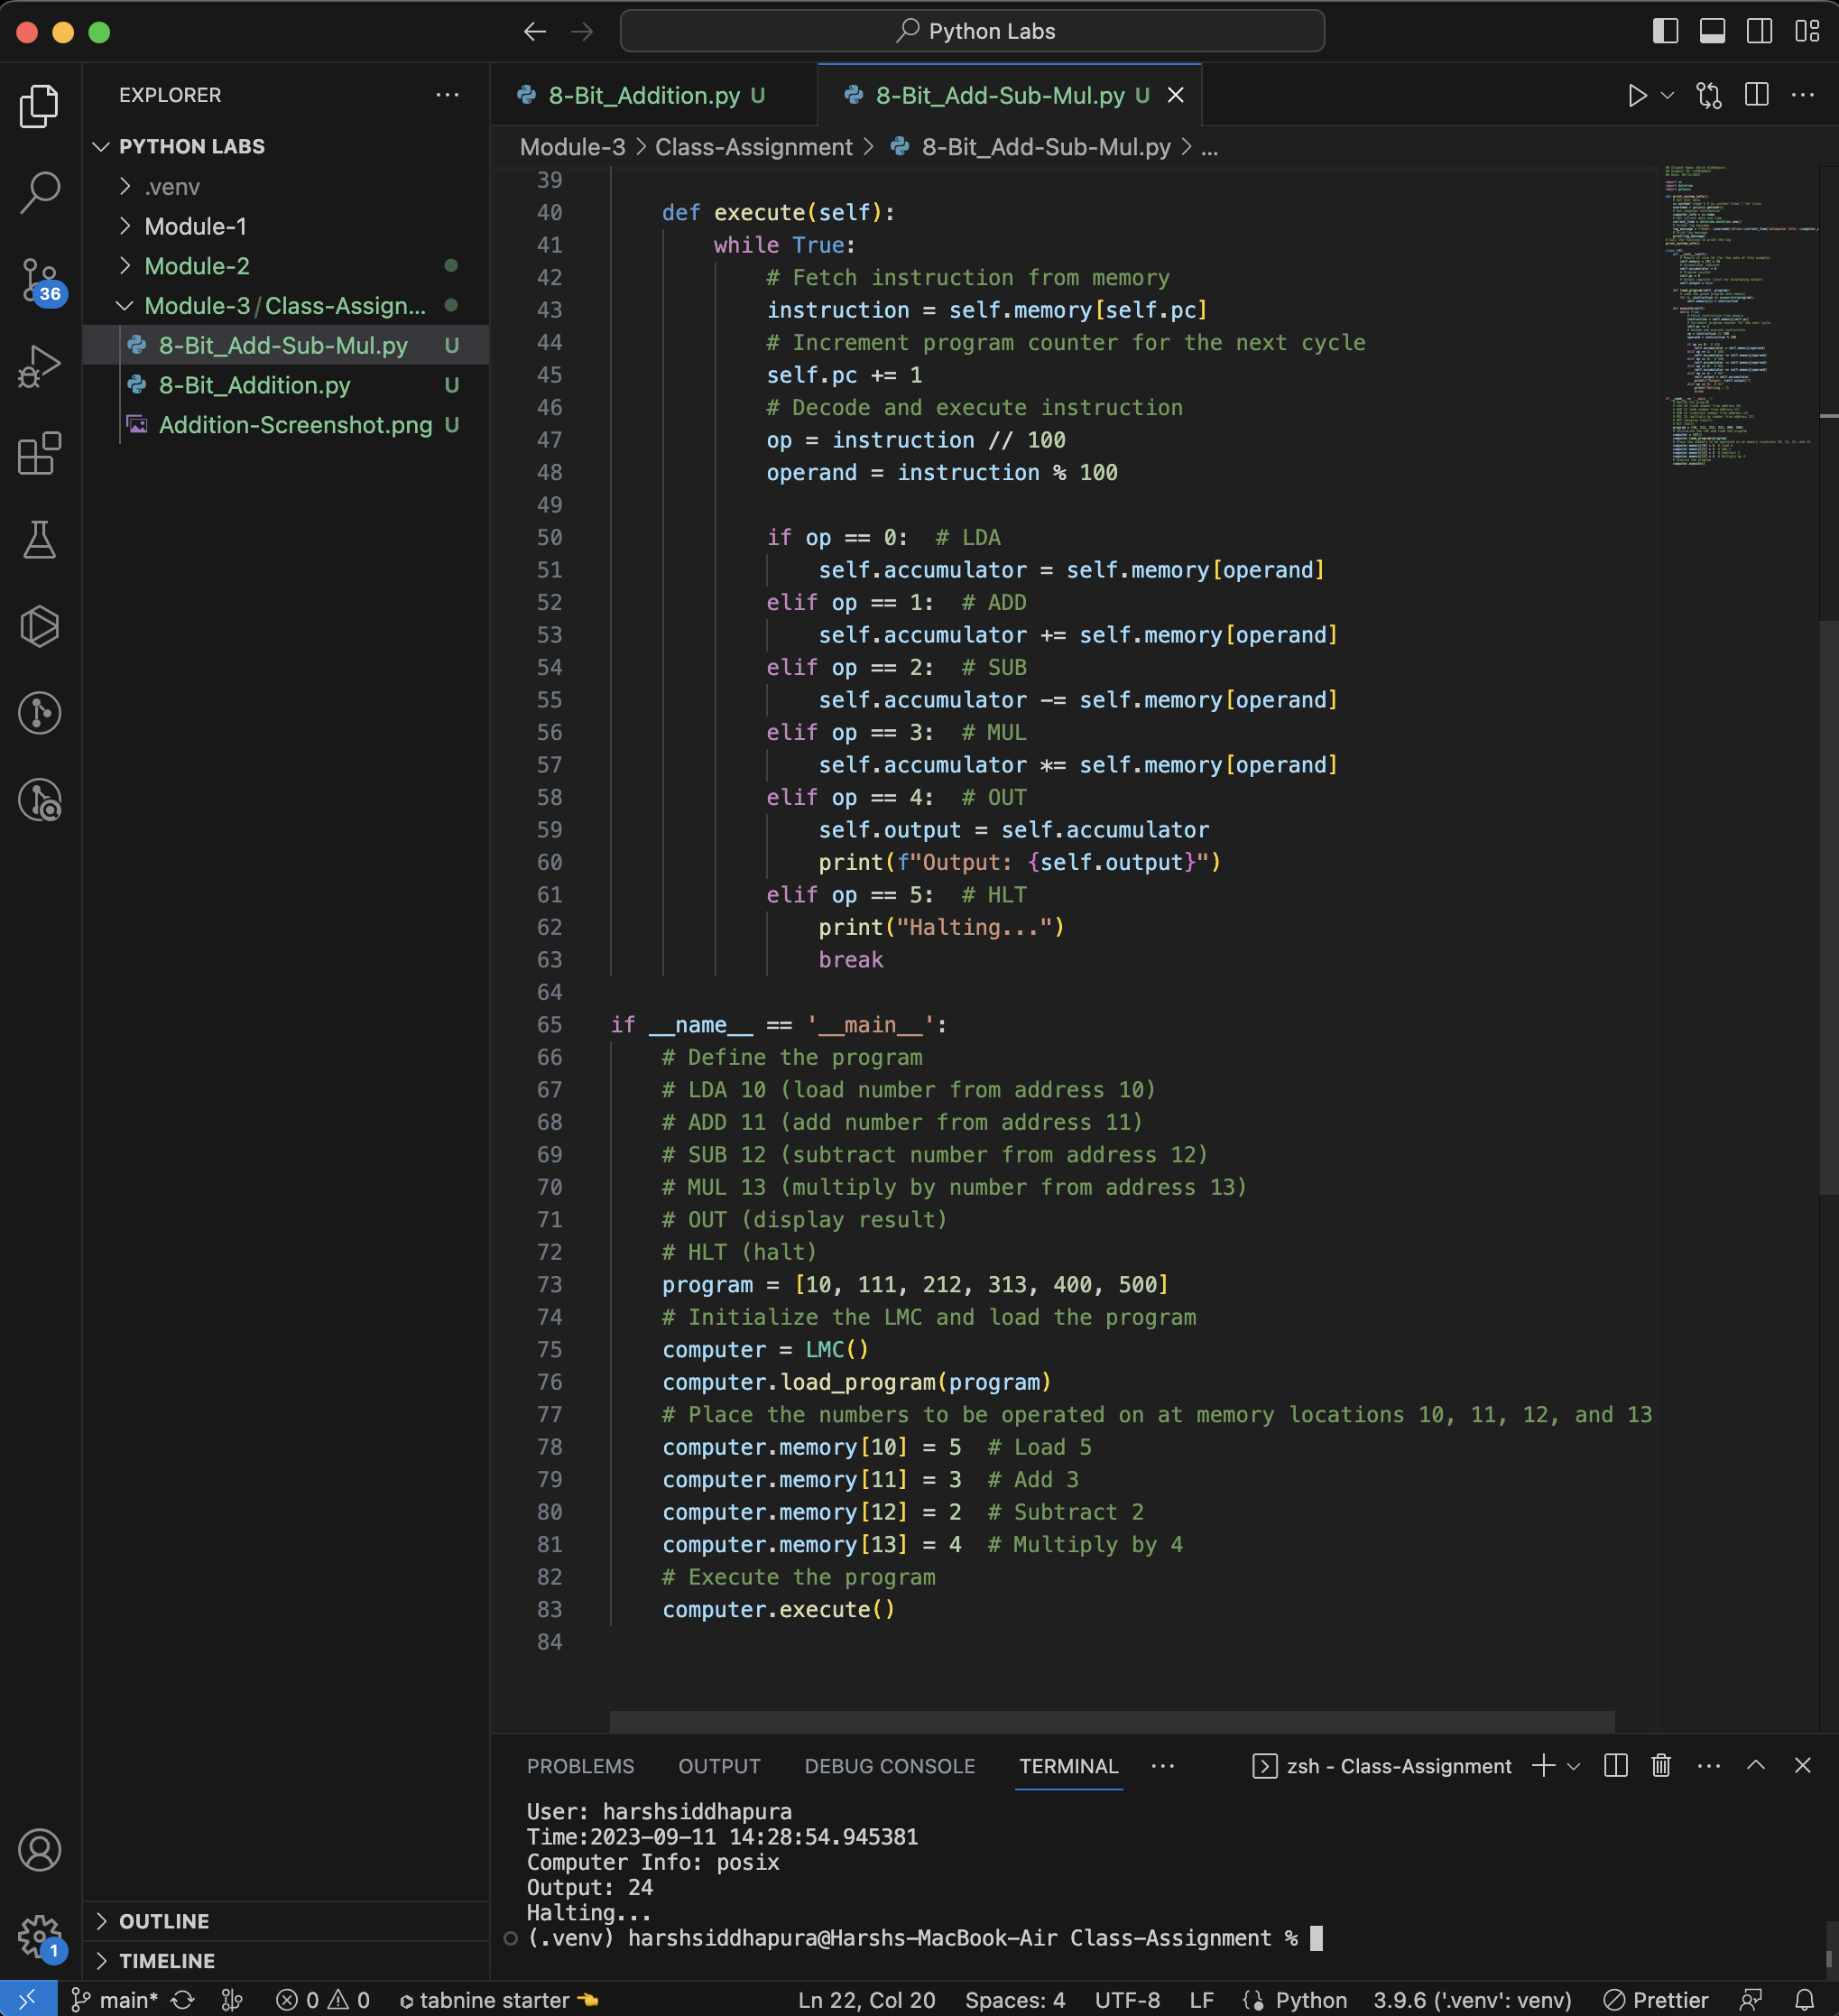 Python Labs
EXPLORER
PYTHON LABS
.venv
Module-1
Module-2
Module-3/Class-Assign...
8-Bit_Add-Sub-Mul.py U
8-Bit_Addition.py U
Addition-Screenshot.png U
36
OUTLINE
TIMELINE
1
8-Bit_Addition.py U
8-Bit_Add-Sub-Mul.py U
Module-3 > Class-Assignment > 8-Bit_Add-Sub-Mul.py > ...
39
40 def execute(self):
41 while True:
42 # Fetch instruction from memory
43 instruction = self.memory[self.pc]
44 # Increment program counter for the next cycle
45 self.pc += 1
46 # Decode and execute instruction
47 op = instruction // 100
48 operand = instruction % 100
49
50 if op == 0:  # LDA
51 self.accumulator = self.memory[operand]
52 elif op == 1:  # ADD
53 self.accumulator += self.memory[operand]
54 elif op == 2:  # SUB
55 self.accumulator -= self.memory[operand]
56 elif op == 3:  # MUL
57 self.accumulator *= self.memory[operand]
58 elif op == 4:  # OUT
59 self.output = self.accumulator
60 print(f"Output: {self.output}")
61 elif op == 5:  # HLT
62 print("Halting...")
63 break
64
65 if __name__ == '__main__':
66 # Define the program
67 # LDA 10 (load number from address 10)
68 # ADD 11 (add number from address 11)
69 # SUB 12 (subtract number from address 12)
70 # MUL 13 (multiply by number from address 13)
71 # OUT (display result)
72 # HLT (halt)
73 program = [10, 111, 212, 313, 400, 500]
74 # Initialize the LMC and load the program
75 computer = LMC()
76 computer.load_program(program)
77 # Place the numbers to be operated on at memory locations 10, 11, 12, and 13
78 computer.memory[10] = 5  # Load 5
79 computer.memory[11] = 3  # Add 3
80 computer.memory[12] = 2  # Subtract 2
81 computer.memory[13] = 4  # Multiply by 4
82 # Execute the program
83 computer.execute()
84
PROBLEMS OUTPUT DEBUG CONSOLE TERMINAL zsh - Class-Assignment
User: harshsiddhapura
Time:2023-09-11 14:28:54.945381
Computer Info: posix
Output: 24
Halting...
(.venv) harshsiddhapura@Harshs-MacBook-Air Class-Assignment %
main* 0 0 tabnine starter Ln 22, Col 20 Spaces: 4 UTF-8 LF Python 3.9.6 ('.venv': venv) Prettier